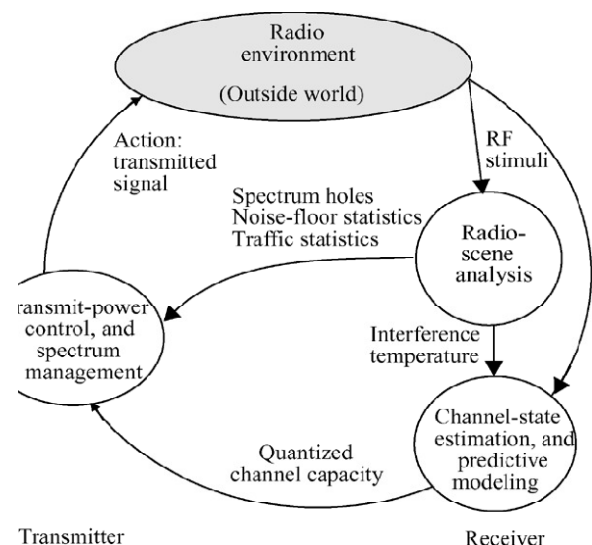 Radio
environment
(Outside world)
Action:
transmitted
signal
RF
stimuli
Spectrum holes
Noise-floor statistics
Traffic statistics
Radio-
scene
analysis
ransmit-power
control, and
spectrum
management
Interference
temperature
Channel-state
estimation, and
predictive
modeling
Quantized
channel capacity
Transmitter
Receiver